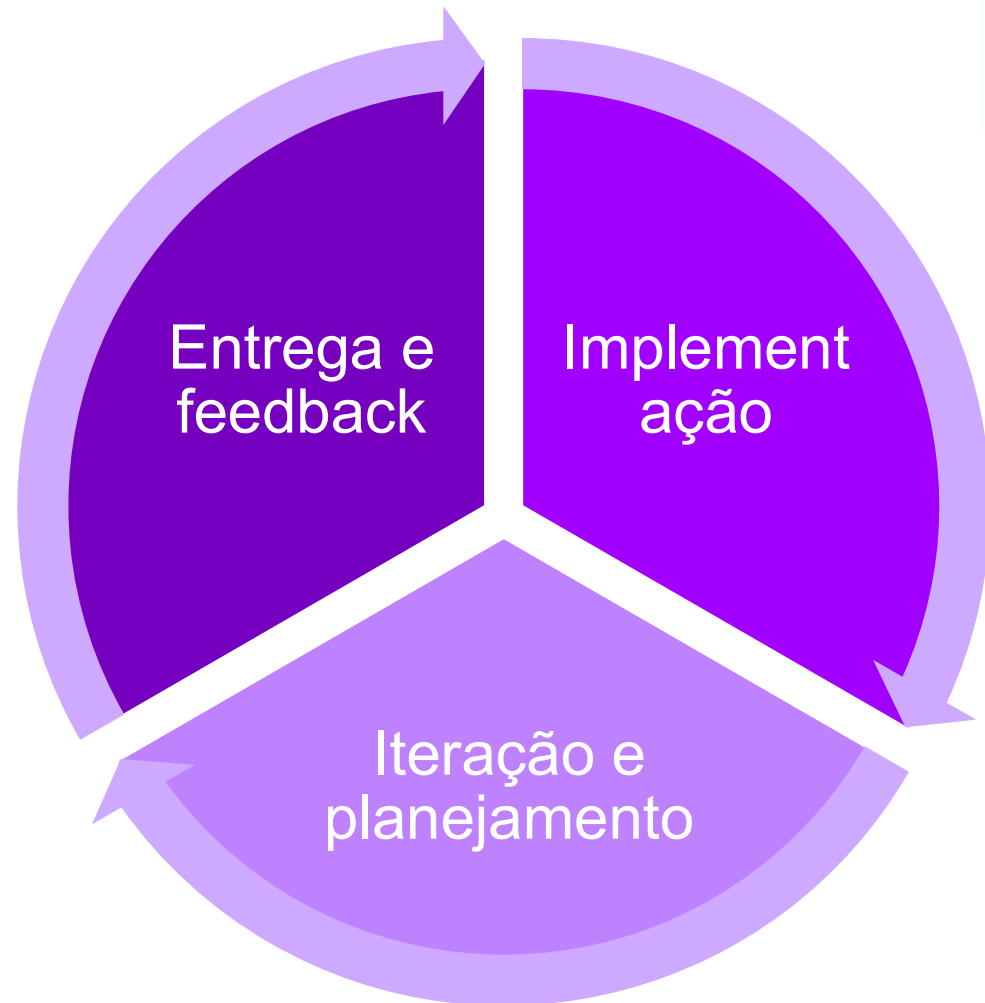 Entrega e
feedback
Implement
ação
Iteração e
planejamento